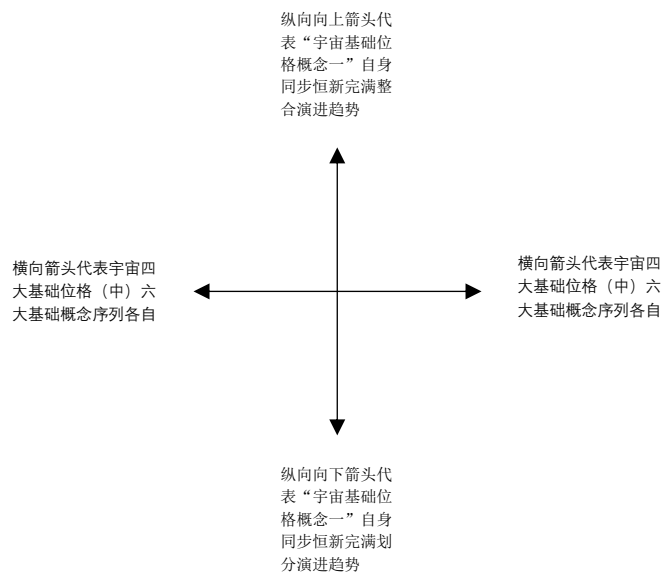 纵向向上箭头代
表“宇宙基础位
格概念一”自身
同步恒新完满整
合演进趋势
横向箭头代表宇宙四
大基础位格（中）六
大基础概念序列各自
横向箭头代表宇宙四
大基础位格（中）六
大基础概念序列各自
纵向向下箭头代
表“宇宙基础位
格概念一”自身
同步恒新完满划
分演进趋势